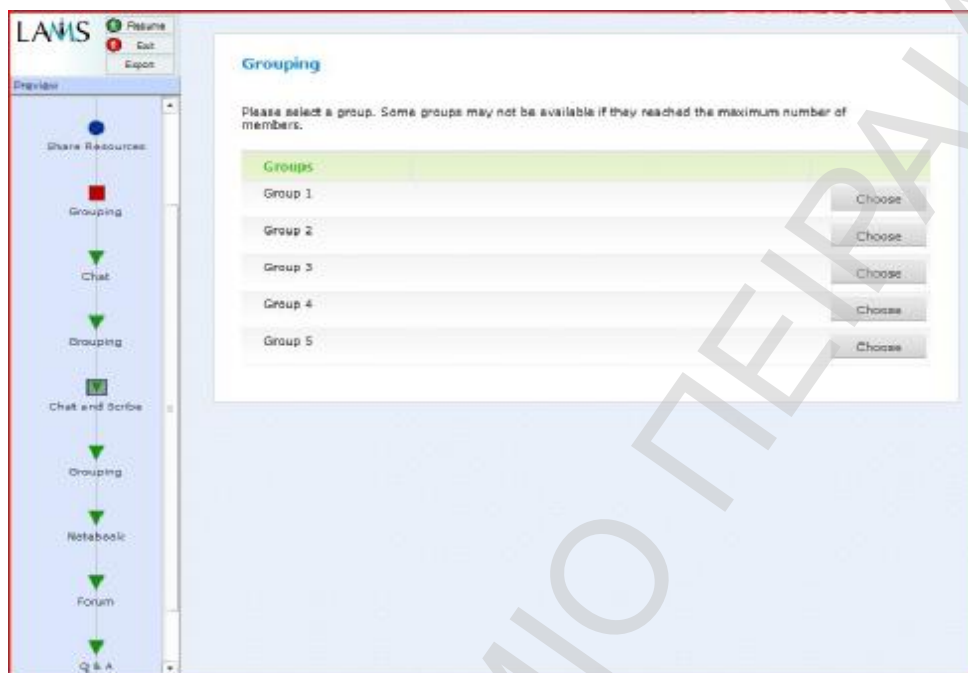 LAMS
Resume
Exit
Export
Preview
Share Resources
Grouping
Chat
Grouping
Chat and Scribe
Grouping
Notebook
Forum
Q & A
Grouping
Please select a group. Some groups may not be available if they reached the maximum number of
members.
Groups
Group 1 Choose
Group 2 Choose
Group 3 Choose
Group 4 Choose
Group 5 Choose